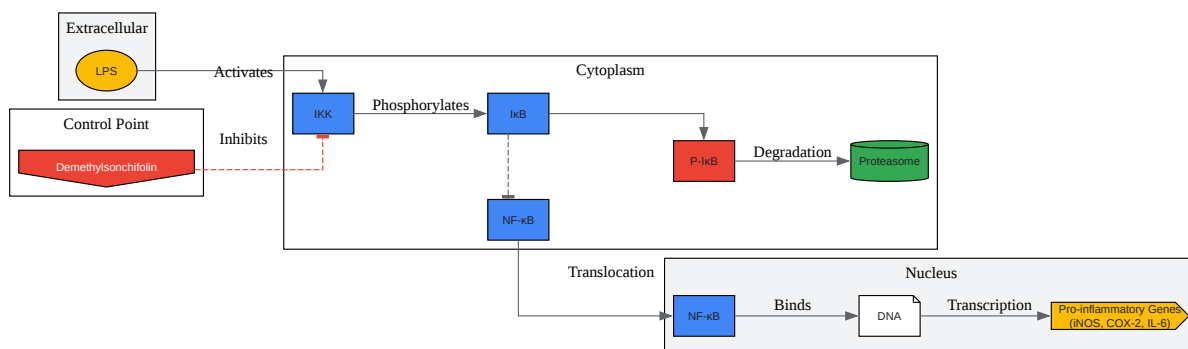 Extracellular
LPS
Activates
Control Point
Demethylsonchifolin
Inhibits
Cytoplasm
IKK
Phosphorylates
IκB
P-IκB
Degradation
Proteasome
NF-κB
Translocation
Nucleus
NF-κB
Binds
DNA
Transcription
Pro-inflammatory Genes
(iNOS, COX-2, IL-6)